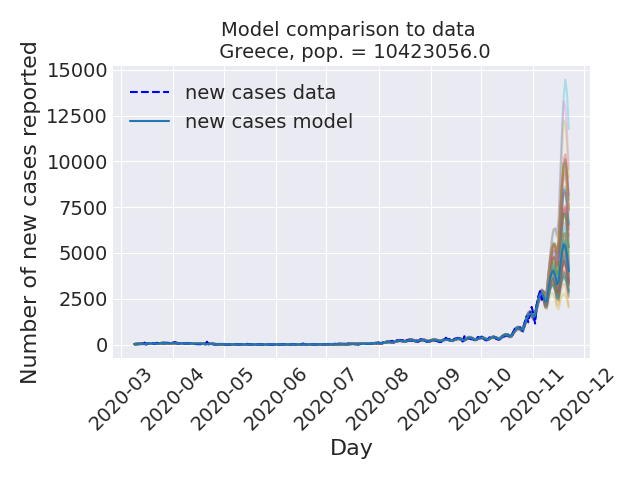 Model comparison to data
Greece, pop. = 10423056.0
Number of new cases reported
15000
12500
10000
7500
5000
2500
0
new cases data
new cases model
2020-03
2020-04
2020-05
2020-06
2020-07
2020-08
2020-09
2020-10
2020-11
2020-12
Day